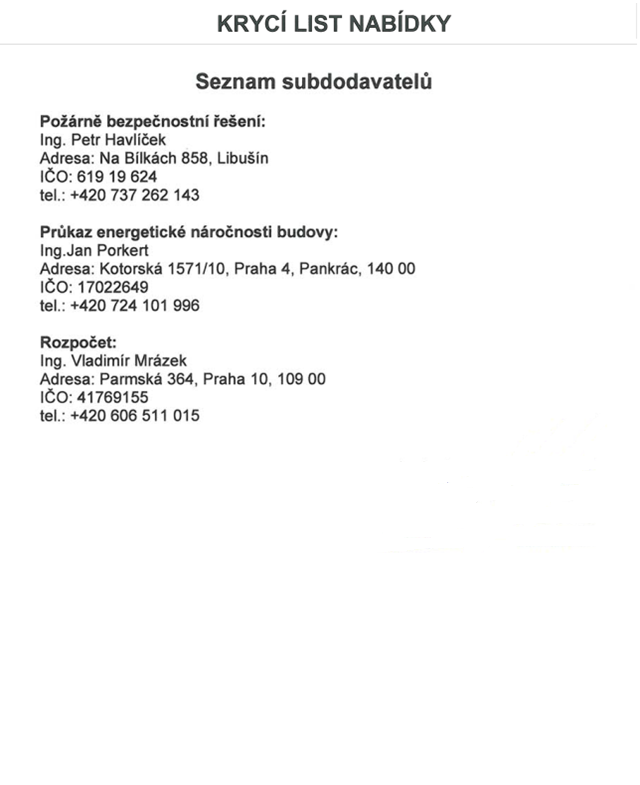 KRYCÍ LIST NABÍDKY
Seznam subdodavatelů
Požárně bezpečnostní řešení:
Ing. Petr Havlíček
Adresa: Na Bílkách 858, Libušín
IČO: 619 19 624
tel.: +420 737 262 143
Průkaz energetické náročnosti budovy:
Ing.Jan Porkert
Adresa: Kotorská 1571/10, Praha 4, Pankrác, 140 00
IČO: 17022649
tel.: +420 724 101 996
Rozpočet:
Ing. Vladimír Mrázek
Adresa: Parmská 364, Praha 10, 109 00
IČO: 41769155
tel.: +420 606 511 015